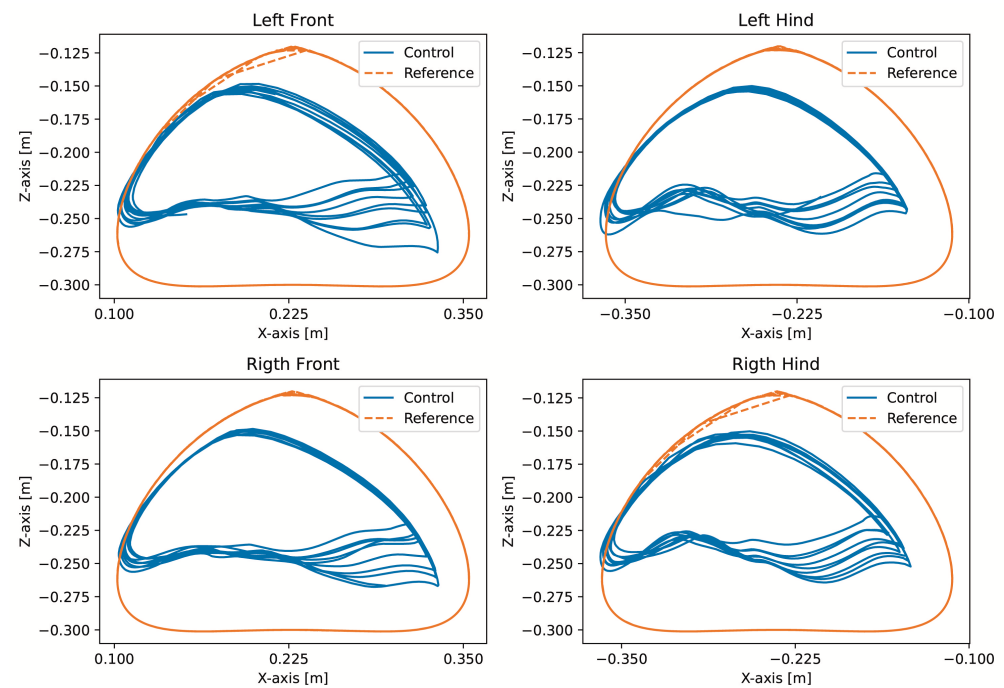 Left Front
Control
Reference
Z-axis [m]
−0.125
−0.150
−0.175
−0.200
−0.225
−0.250
−0.275
−0.300
0.100
0.225
0.350
X-axis [m]
Left Hind
Control
Reference
Z-axis [m]
−0.125
−0.150
−0.175
−0.200
−0.225
−0.250
−0.275
−0.300
−0.350
−0.225
−0.100
X-axis [m]
Rigth Front
Control
Reference
Z-axis [m]
−0.125
−0.150
−0.175
−0.200
−0.225
−0.250
−0.275
−0.300
0.100
0.225
0.350
X-axis [m]
Rigth Hind
Control
Reference
Z-axis [m]
−0.125
−0.150
−0.175
−0.200
−0.225
−0.250
−0.275
−0.300
−0.350
−0.225
−0.100
X-axis [m]